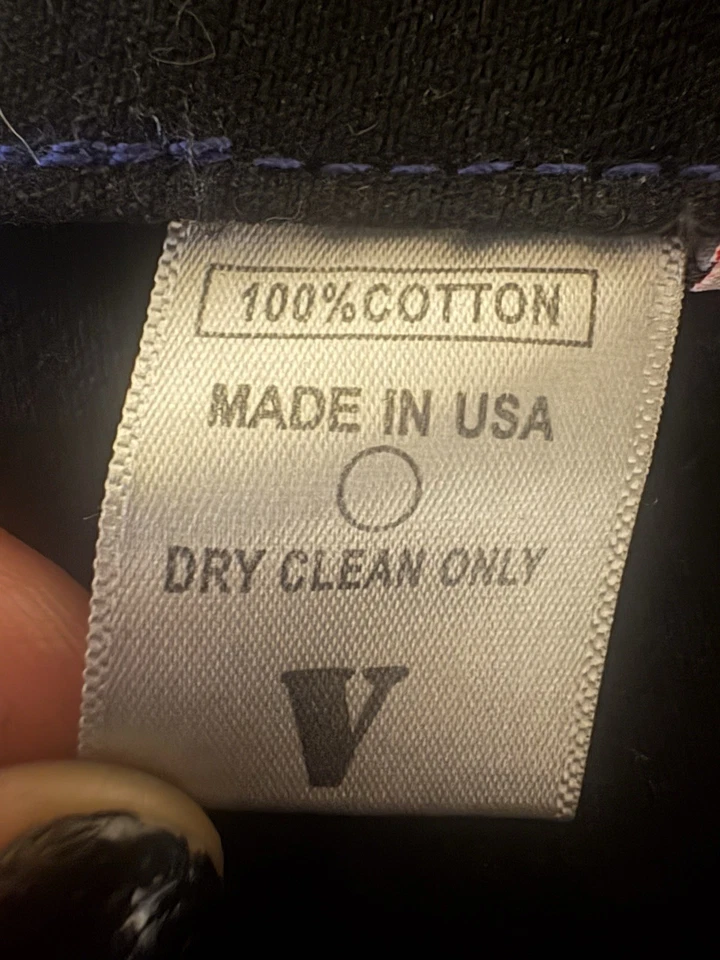 100%COTTON
MADE IN USA
DRY CLEAN ONLY
V